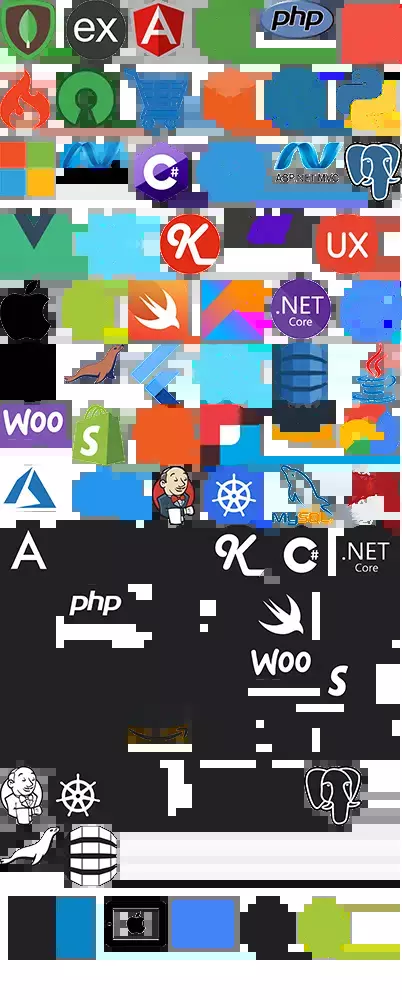 ex A php
C#
ASP.NET MVC
K UX
.NET
Core
WOO S
MySQL
A K C# .NET
Core
php
WOO
S